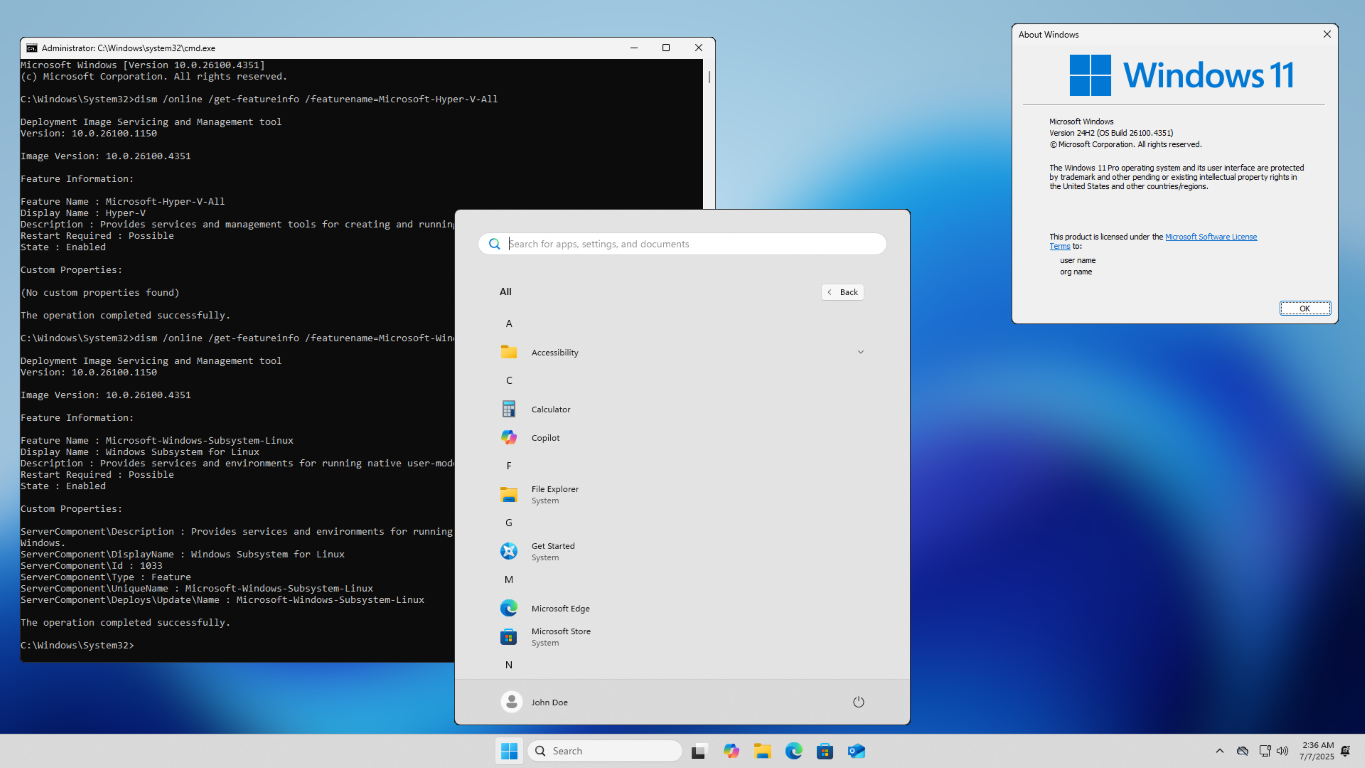 Administrator: C:\Windows\system32\cmd.exe
Microsoft Windows [Version 10.0.26100.4351]
(c) Microsoft Corporation. All rights reserved.
C:\Windows\System32>dism /online /get-featureinfo /featurename=Microsoft-Hyper-V-All
Deployment Image Servicing and Management tool
Version: 10.0.26100.1150
Image Version: 10.0.26100.4351
Feature Information:
Feature Name : Microsoft-Hyper-V-All
Display Name : Hyper-V
Description : Provides services and management tools for creating and running
Restart Required : Possible
State : Enabled
Custom Properties:
(No custom properties found)
The operation completed successfully.
C:\Windows\System32>dism /online /get-featureinfo /featurename=Microsoft-Win
Deployment Image Servicing and Management tool
Version: 10.0.26100.1150
Image Version: 10.0.26100.4351
Feature Information:
Feature Name : Microsoft-Windows-Subsystem-Linux
Display Name : Windows Subsystem for Linux
Description : Provides services and environments for running native user-mode
Restart Required : Possible
State : Enabled
Custom Properties:
ServerComponent\Description : Provides services and environments for running
Windows.
ServerComponent\DisplayName : Windows Subsystem for Linux
ServerComponent\Id : 1033
ServerComponent\Type : Feature
ServerComponent\UniqueName : Microsoft-Windows-Subsystem-Linux
ServerComponent\Deploys\Update\Name : Microsoft-Windows-Subsystem-Linux
The operation completed successfully.
C:\Windows\System32>
Search for apps, settings, and documents
All
Back
A
Accessibility
C
Calculator
Copilot
F
File Explorer
System
G
Get Started
System
M
Microsoft Edge
Microsoft Store
System
N
John Doe
About Windows
Windows 11
Microsoft Windows
Version 24H2 (OS Build 26100.4351)
© Microsoft Corporation. All rights reserved.
The Windows 11 Pro operating system and its user interface are protected
by trademark and other pending or existing intellectual property rights in
the United States and other countries/regions.
This product is licensed under the Microsoft Software License
Terms to:
user name
org name
OK
Search
2:36 AM
7/7/2025